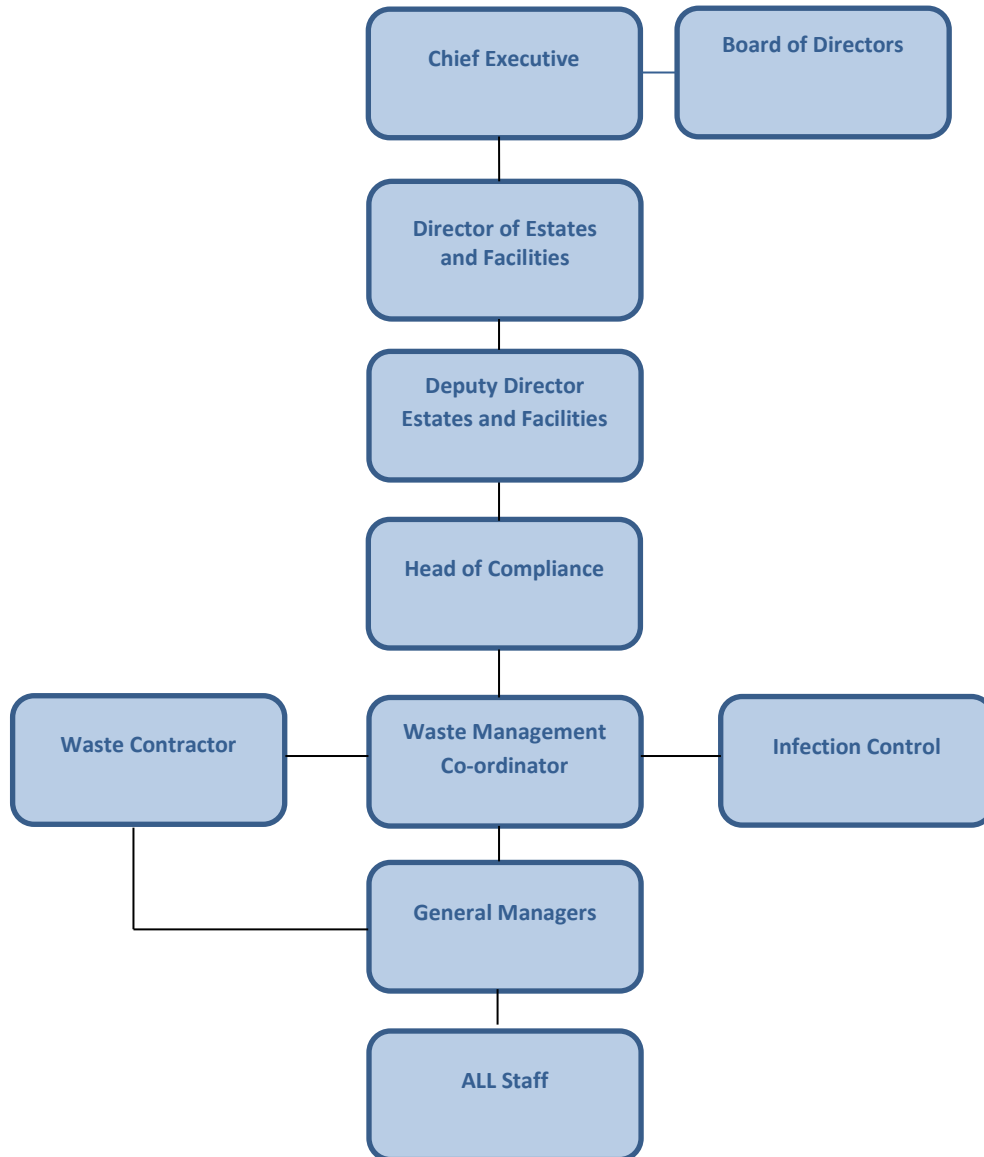 Chief Executive
Board of Directors
Director of Estates
and Facilities
Deputy Director
Estates and Facilities
Head of Compliance
Waste Contractor
Waste Management
Co-ordinator
Infection Control
General Managers
ALL Staff